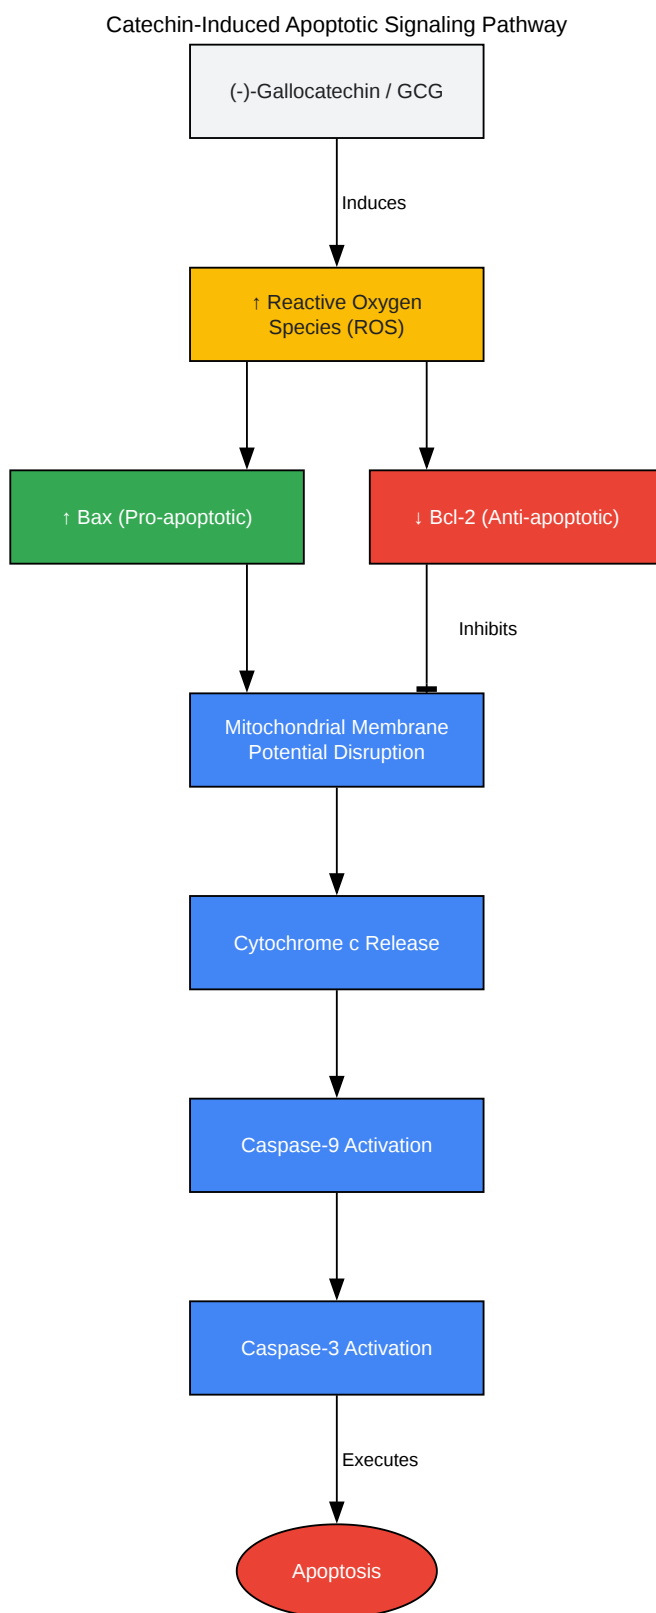 Catechin-Induced Apoptotic Signaling Pathway
(-)-Gallocatechin / GCG
Induces
↑ Reactive Oxygen
Species (ROS)
↑ Bax (Pro-apoptotic)
↓ Bcl-2 (Anti-apoptotic)
Inhibits
Mitochondrial Membrane
Potential Disruption
Cytochrome c Release
Caspase-9 Activation
Caspase-3 Activation
Executes
Apoptosis